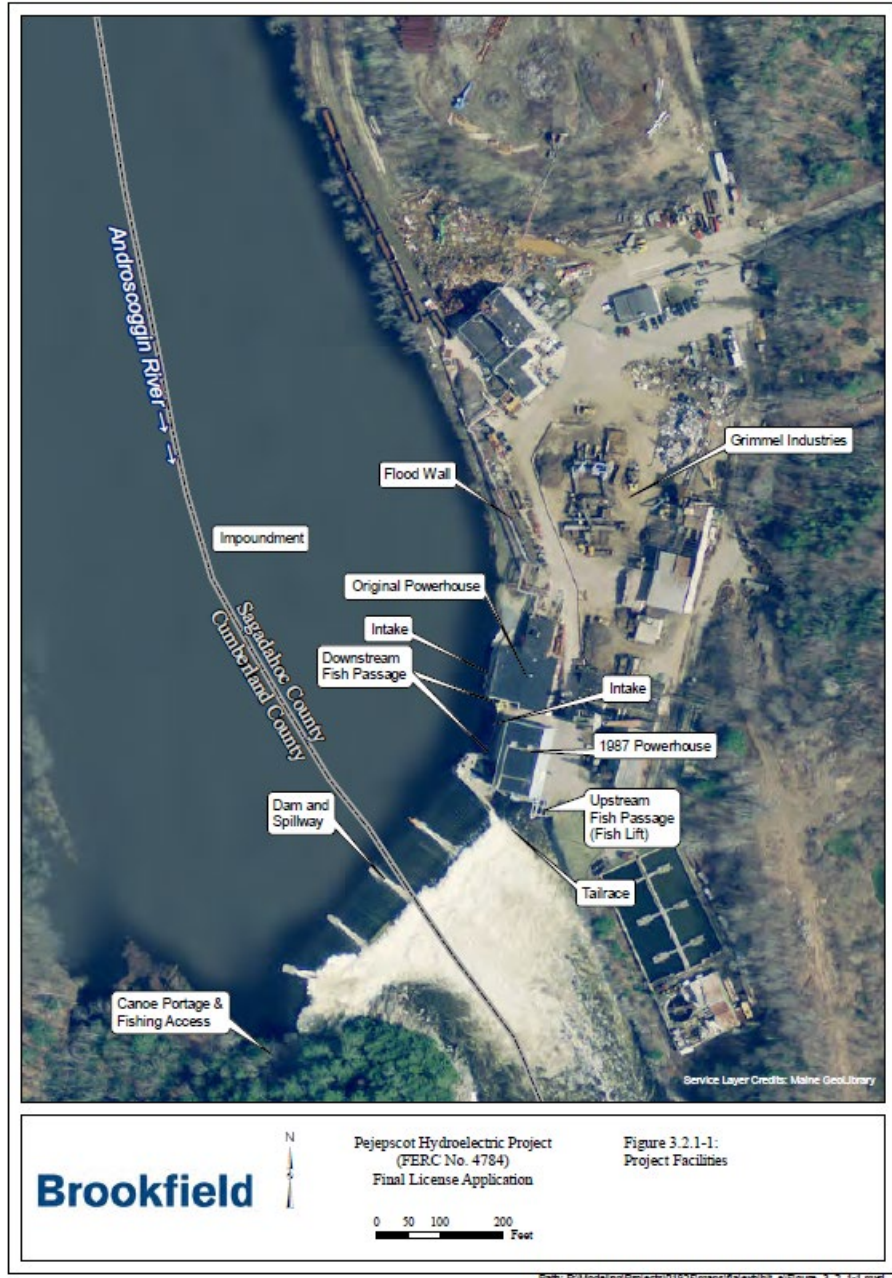 Androscoggin River
Grimmel Industries
Flood Wall
Impoundment
Original Powerhouse
Sagadahoc County
Cumberland County
Intake
Downstream
Fish Passage
Intake
1987 Powerhouse
Dam and
Spillway
Upstream
Fish Passage
(Fish Lift)
Tailrace
Canoe Portage &
Fishing Access
Service Layer Credits: Maine GeoLibrary
Brookfield
N
Pejepscot Hydroelectric Project
(FERC No. 4784)
Final License Application
0 50 100 200
Feet
Figure 3.2.1-1:
Project Facilities